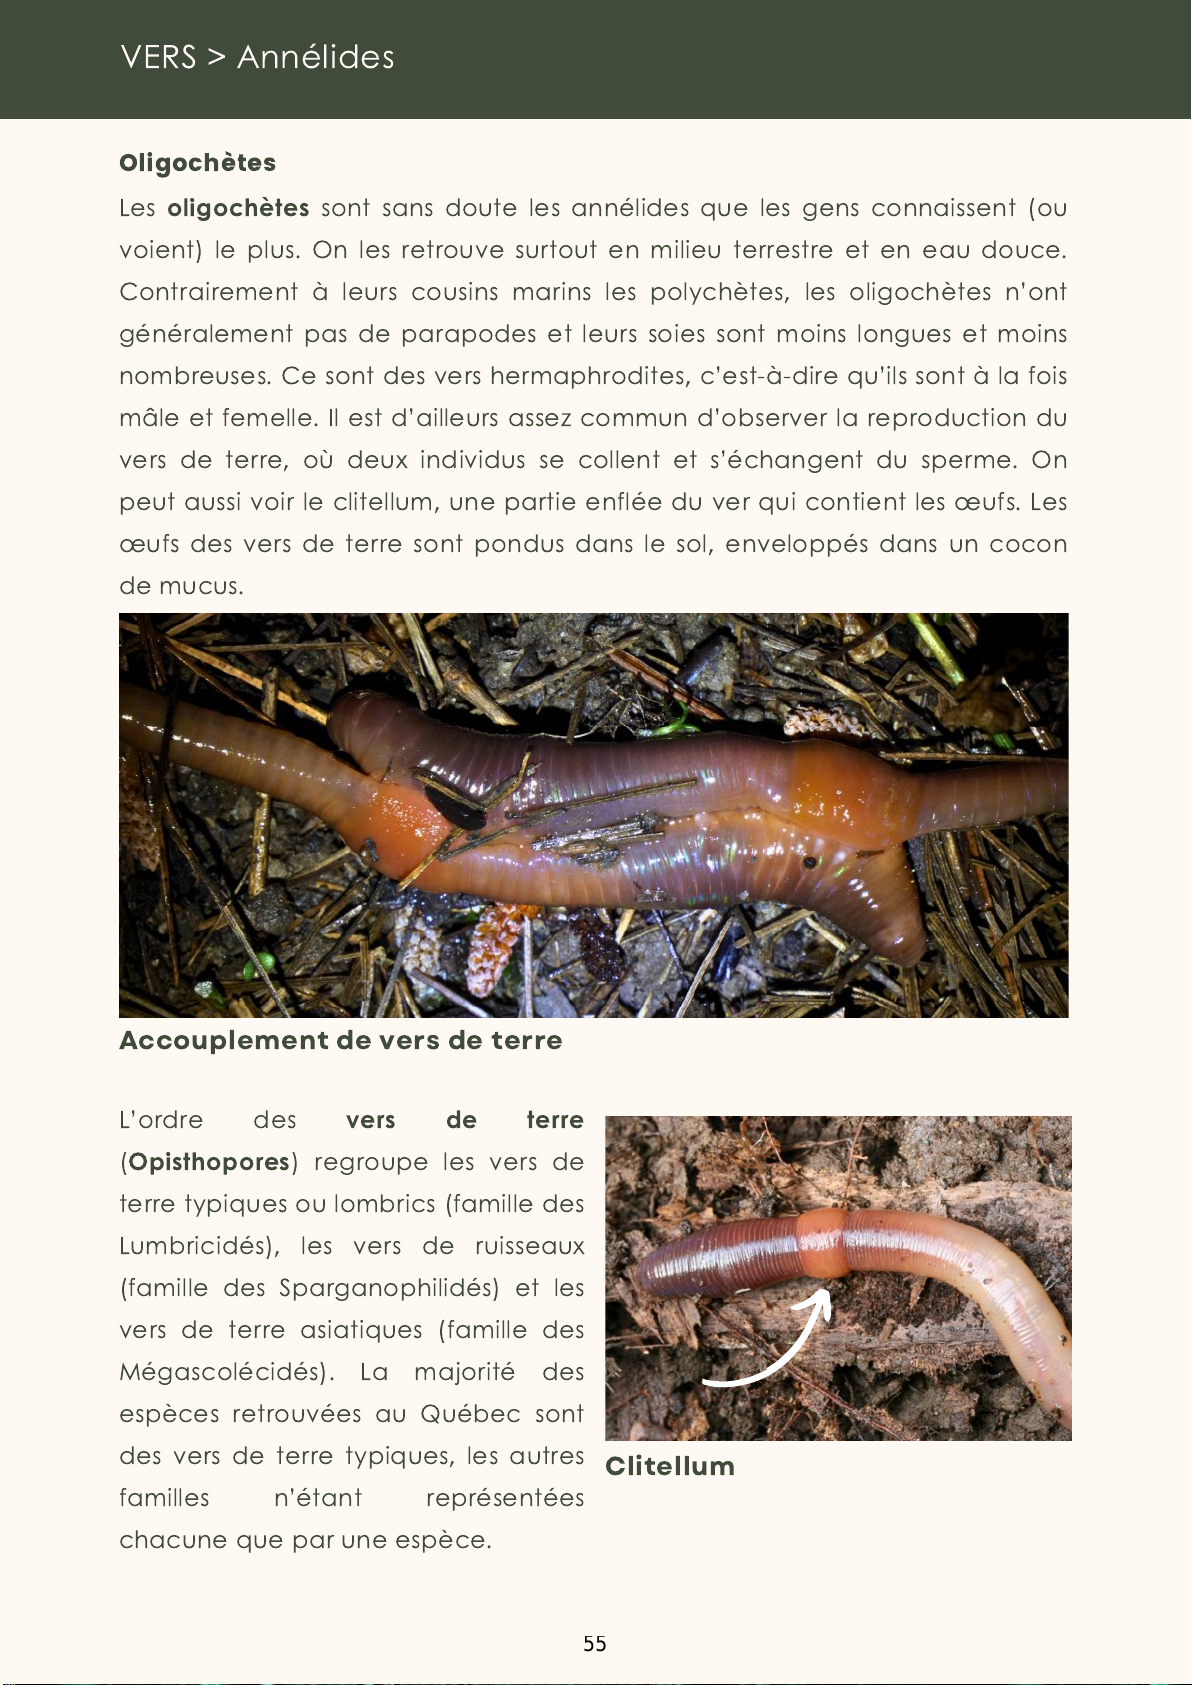 VERS > Annélides
Oligochètes
Les oligochètes sont sans doute les annélides que les gens connaissent (ou
voient) le plus. On les retrouve surtout en milieu terrestre et en eau douce.
Contrairement à leurs cousins marins les polychètes, les oligochètes n’ont
généralement pas de parapodes et leurs soies sont moins longues et moins
nombreuses. Ce sont des vers hermaphrodites, c’est-à-dire qu’ils sont à la fois
mâle et femelle. Il est d’ailleurs assez commun d’observer la reproduction du
vers de terre, où deux individus se collent et s’échangent du sperme. On
peut aussi voir le clitellum, une partie enflée du ver qui contient les œufs. Les
œufs des vers de terre sont pondus dans le sol, enveloppés dans un cocon
de mucus.
Accouplement de vers de terre
L’ordre des vers de terre
(Opisthopores) regroupe les vers de
terre typiques ou lombrics (famille des
Lumbricidés), les vers de ruisseaux
(famille des Sparganophilidés) et les
vers de terre asiatiques (famille des
Mégascolécidés). La majorité des
espèces retrouvées au Québec sont
des vers de terre typiques, les autres
familles n’étant représentées
chacune que par une espèce.
Clitellum
55